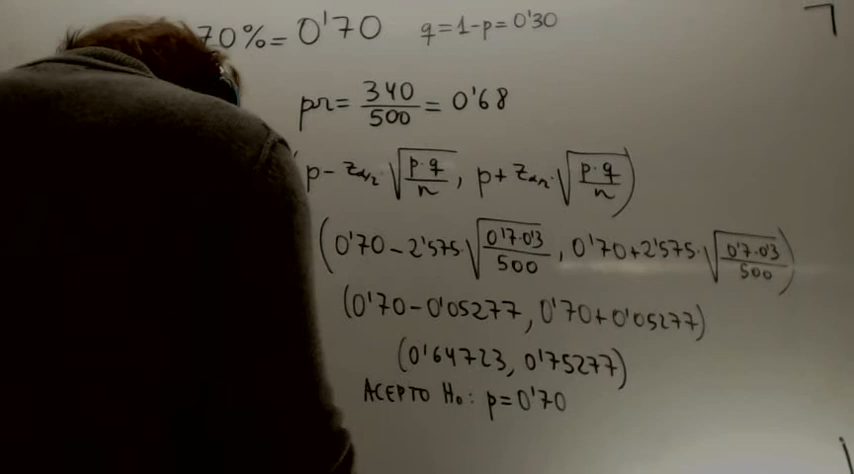 70% = 0'70 q = 1-p = 0'30
pr = 340/500 = 0'68
p - z_{α/2} · √(p·q/n), p + z_{α/2} · √(p·q/n))
(0'70 - 2'575 · √(0'7·0'3/500), 0'70 + 2'575 · √(0'7·0'3/500))
(0'70 - 0'05277, 0'70 + 0'05277)
(0'64723, 0'75277)
ACEPTO H₀: p = 0'70